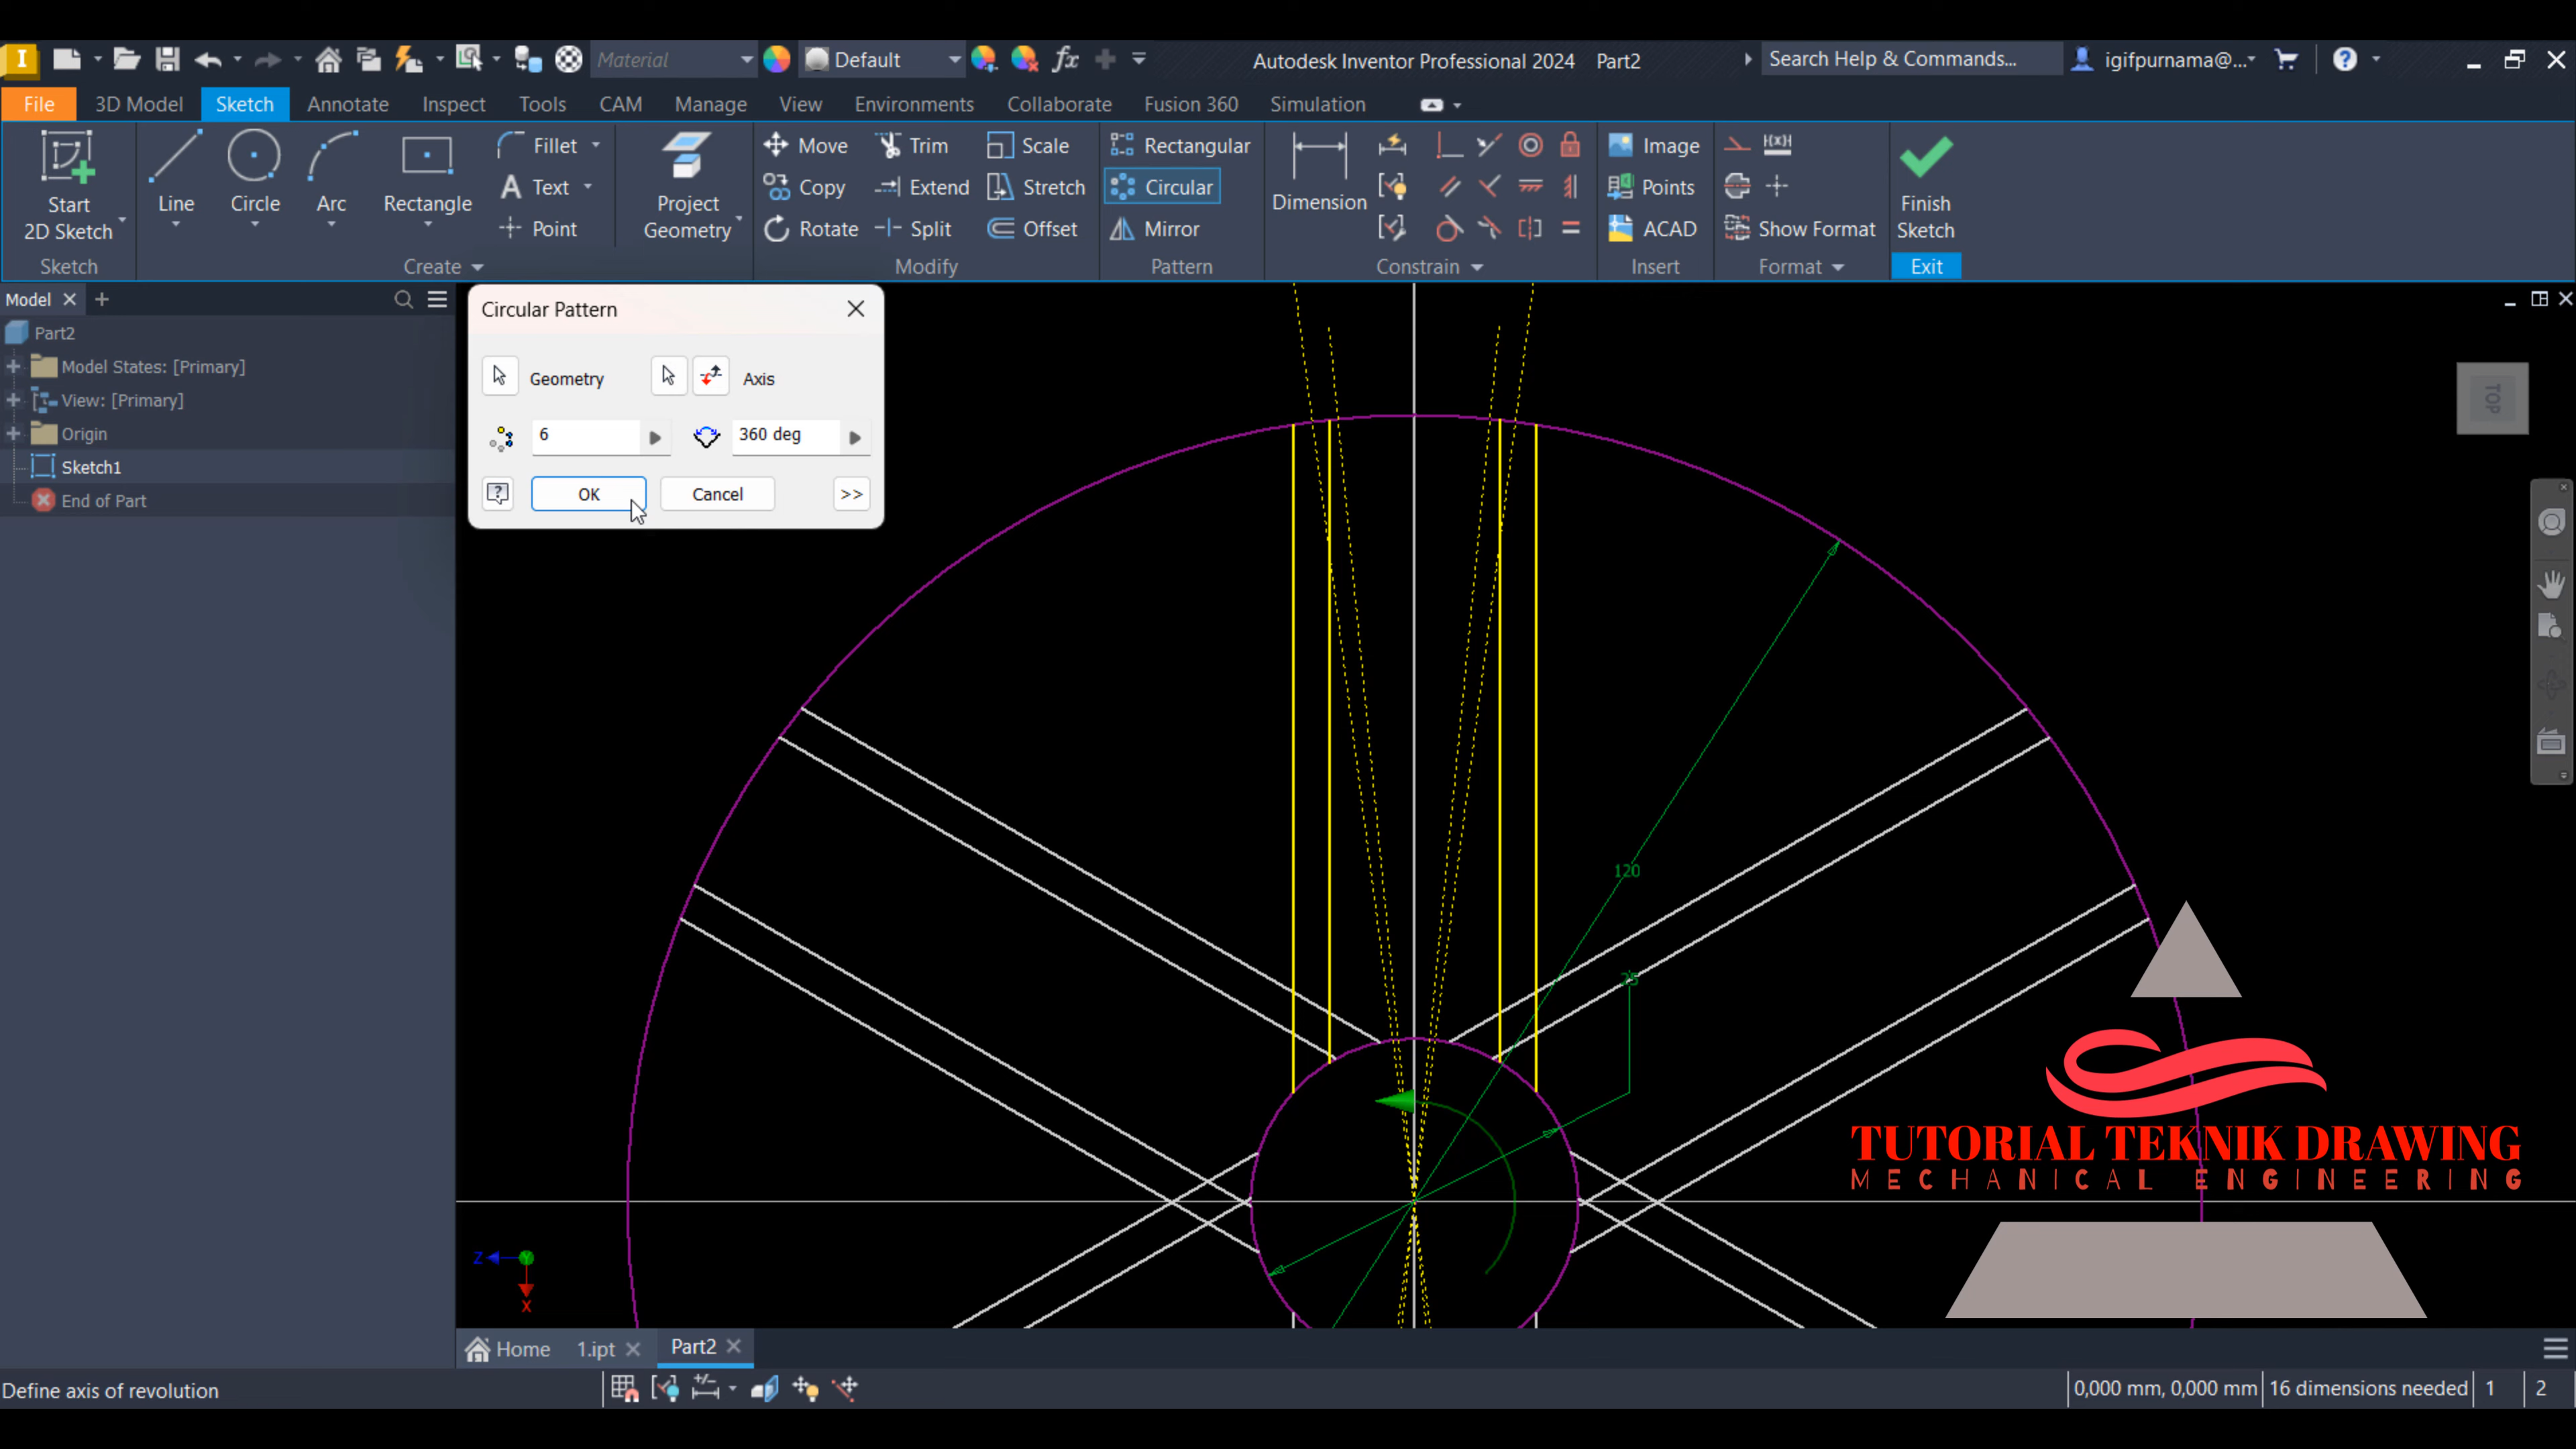 Material
Default
Autodesk Inventor Professional 2024 Part2
Search Help & Commands...
igifpurnama@...
File 3D Model Sketch Annotate Inspect Tools CAM Manage View Environments Collaborate Fusion 360 Simulation
Start
2D Sketch
Line
Circle
Arc
Rectangle
Fillet
Text
Point
Project
Geometry
Move
Copy
Rotate
Trim
Extend
Split
Scale
Stretch
Offset
Rectangular
Circular
Mirror
Dimension
Image
Points
ACAD
Show Format
Finish
Sketch
Sketch Create Modify Pattern Constrain Insert Format Exit
Model
Part2
Model States: [Primary]
View: [Primary]
Origin
Sketch1
End of Part
Circular Pattern
Geometry
Axis
6
360 deg
OK
Cancel
>>
TOP
120
25
TUTORIAL TEKNIK DRAWING
MECHANICAL ENGINEERING
Z
X
Home 1.ipt Part2
Define axis of revolution
0,000 mm, 0,000 mm 16 dimensions needed 1 2